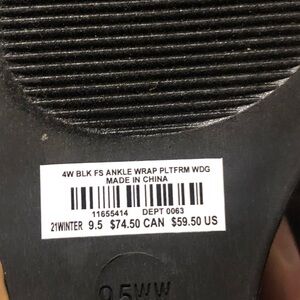 4W BLK FS ANKLE WRAP PLTFRM WDG
MADE IN CHINA
11655414 DEPT 0063
21WINTER 9.5 $74.50 CAN $59.50 US
9.5WW